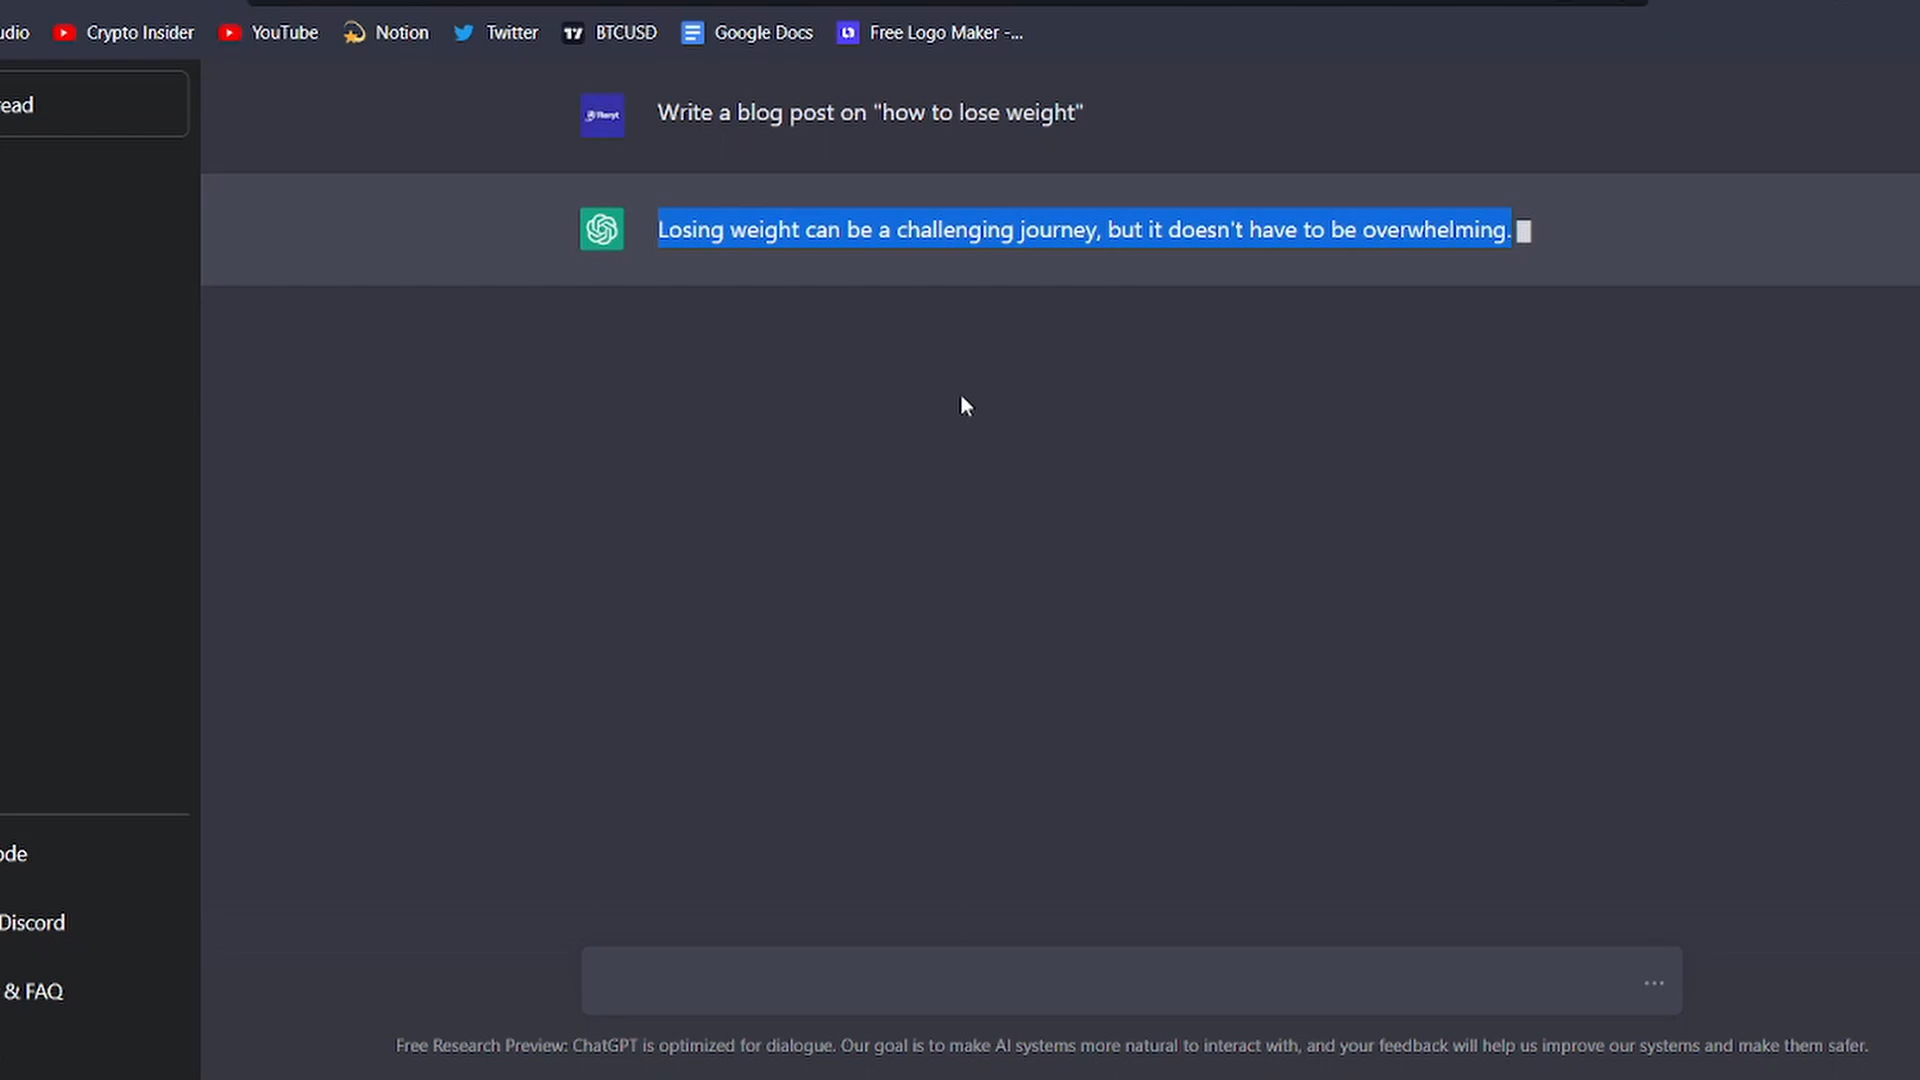 udio Crypto Insider YouTube Notion Twitter BTCUSD Google Docs Free Logo Maker -...
ead
Write a blog post on "how to lose weight"
Losing weight can be a challenging journey, but it doesn't have to be overwhelming.
ode
Discord
& FAQ
Free Research Preview: ChatGPT is optimized for dialogue. Our goal is to make AI systems more natural to interact with, and your feedback will help us improve our systems and make them safer.